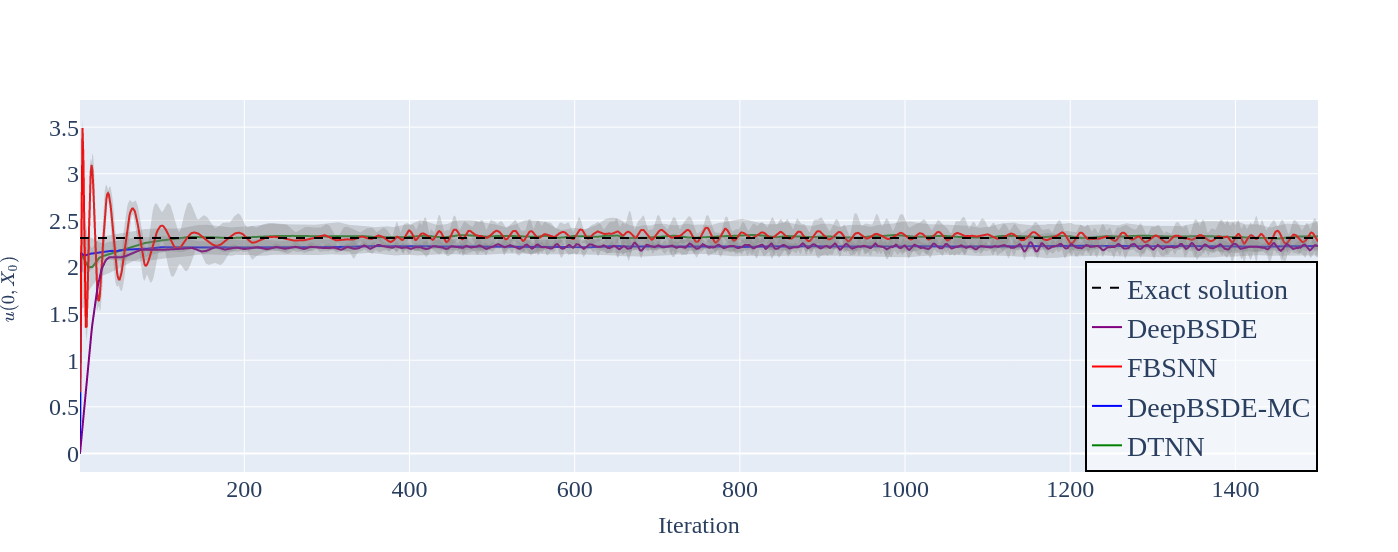 3.5
3
2.5
2
1.5
1
0.5
0
u(0, X₀)
200
400
600
800
1000
1200
1400
Iteration
Exact solution
DeepBSDE
FBSNN
DeepBSDE-MC
DTNN